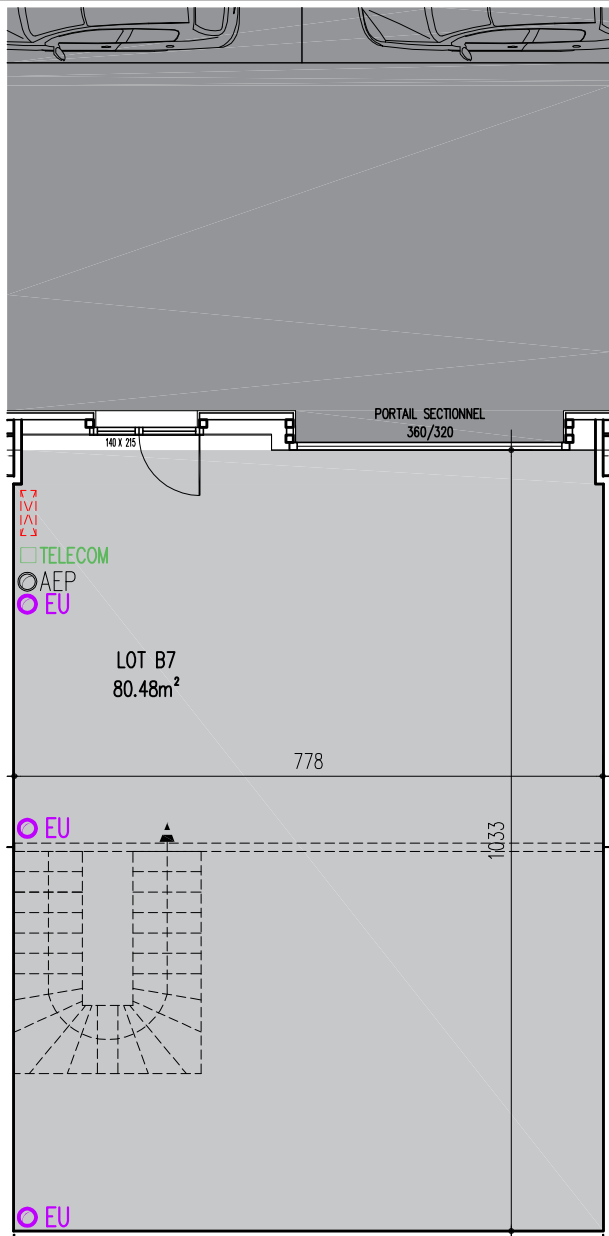 PORTAIL SECTIONNEL
360/320
140 X 215
TELECOM
AEP
EU
LOT B7
80.48m²
778
EU
1033
EU